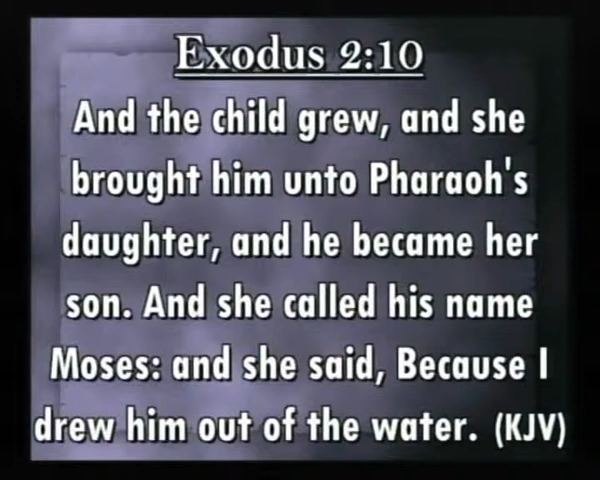 Exodus 2:10
And the child grew, and she
brought him unto Pharaoh's
daughter, and he became her
son. And she called his name
Moses: and she said, Because I
drew him out of the water. (KJV)